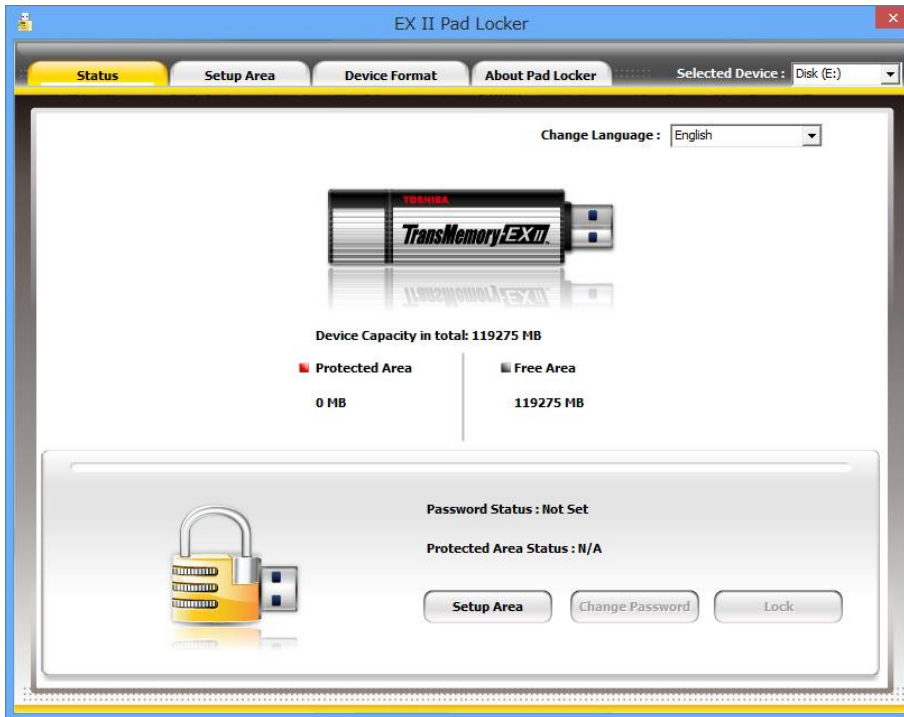 EX II Pad Locker
Status
Setup Area
Device Format
About Pad Locker
Selected Device : Disk (E:)
Change Language : English
TOSHIBA
TransMemory-EX II
Device Capacity in total: 119275 MB
Protected Area
Free Area
0 MB
119275 MB
Password Status : Not Set
Protected Area Status : N/A
Setup Area
Change Password
Lock